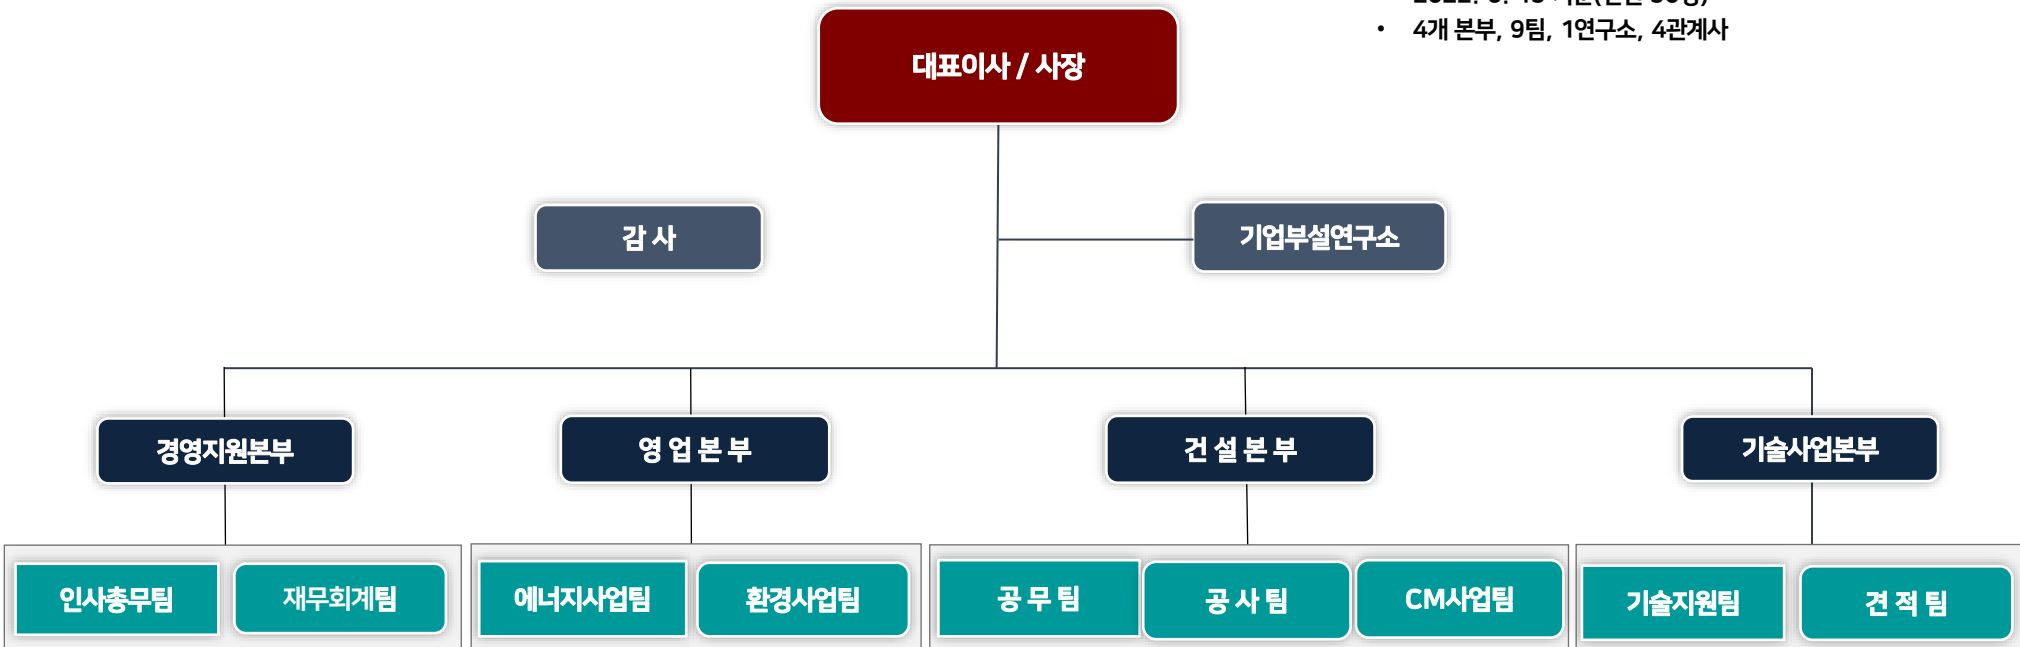 • 4개 본부, 9팀, 1연구소, 4관계사
대표이사 / 사장
감 사
기업부설연구소
경영지원본부
영 업 본 부
건 설 본 부
기술사업본부
인사총무팀
재무회계팀
에너지사업팀
환경사업팀
공 무 팀
공 사 팀
CM사업팀
기술지원팀
견 적 팀